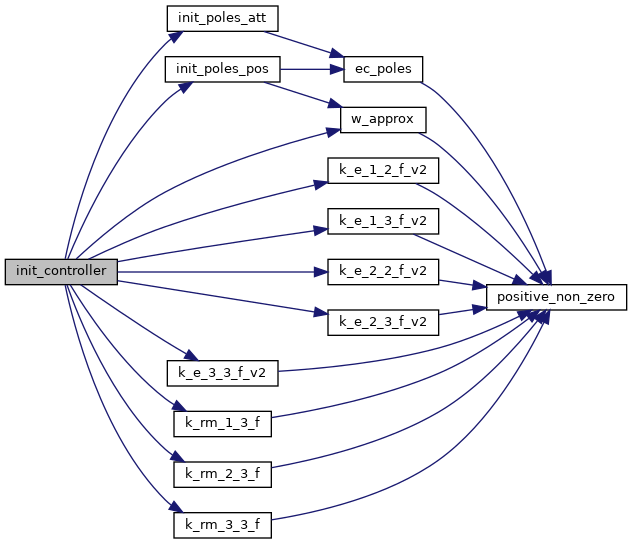 init_poles_att
init_poles_pos
ec_poles
w_approx
k_e_1_2_f_v2
k_e_1_3_f_v2
init_controller
k_e_2_2_f_v2
positive_non_zero
k_e_2_3_f_v2
k_e_3_3_f_v2
k_rm_1_3_f
k_rm_2_3_f
k_rm_3_3_f